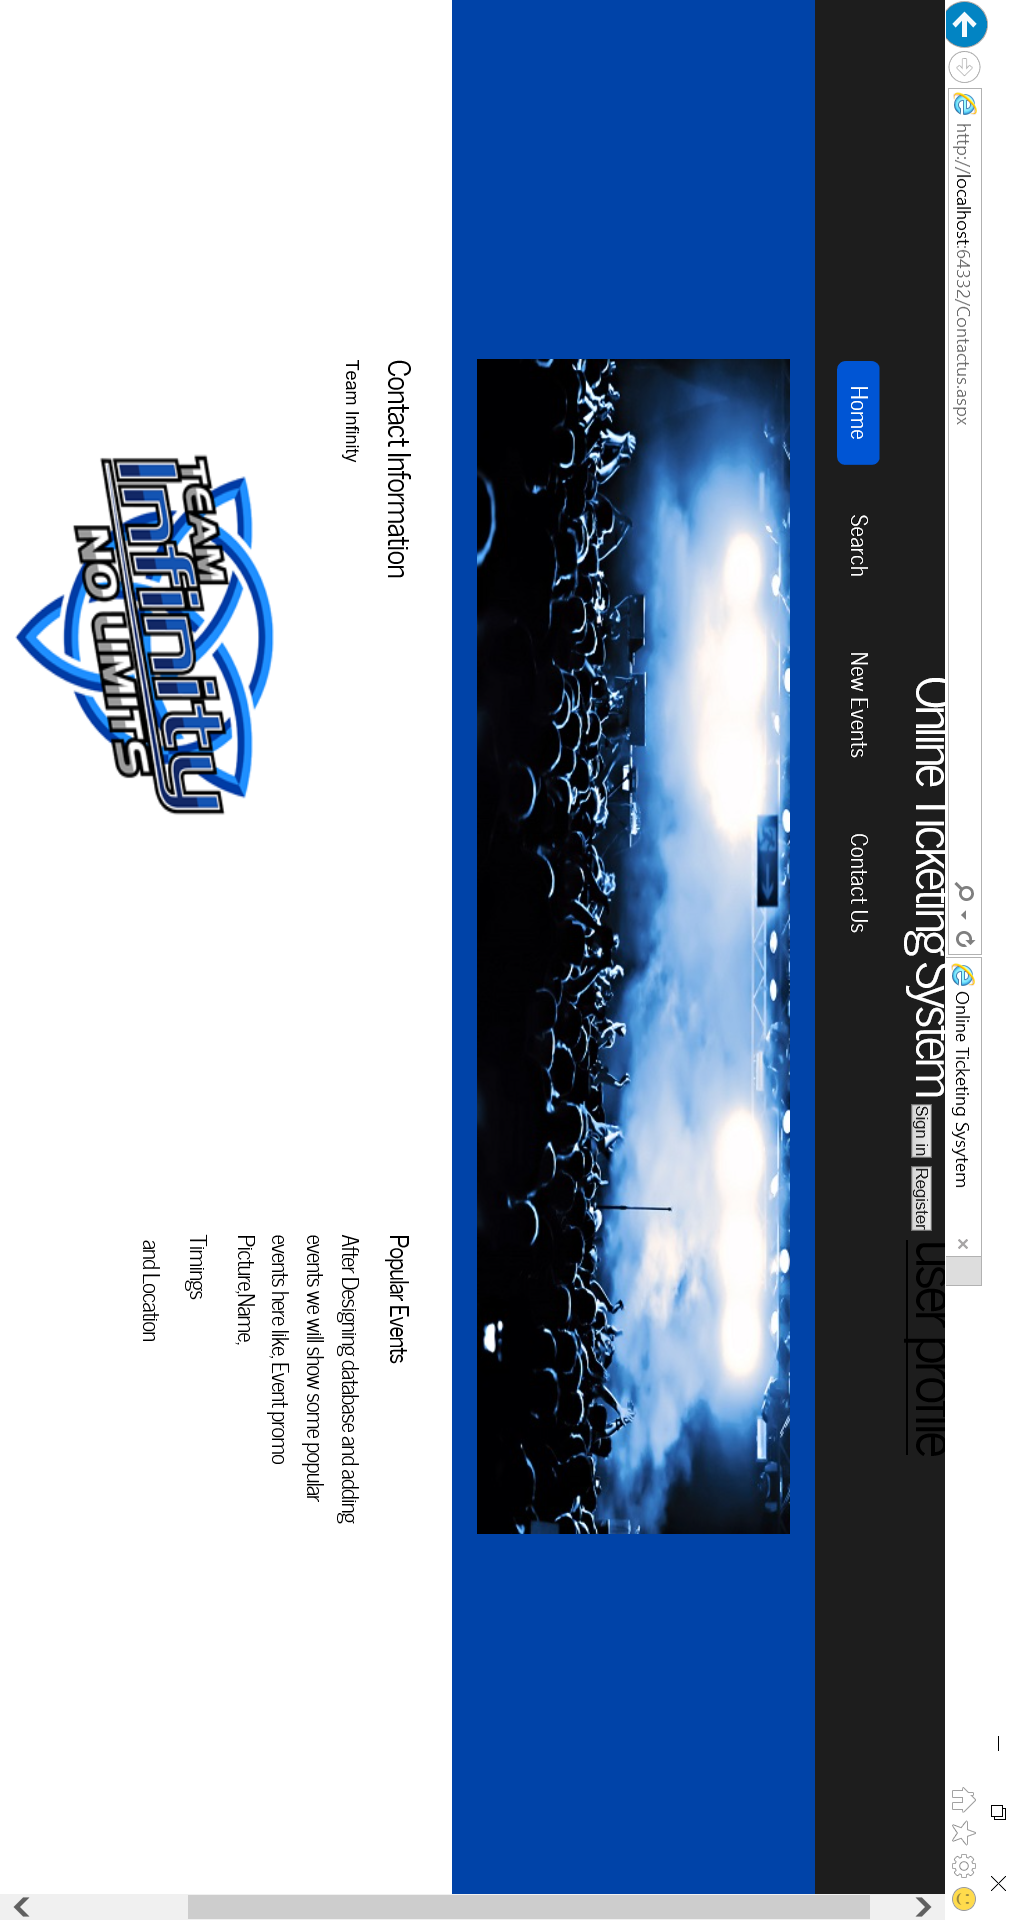 http://localhost:64332/Contactus.aspx
Online Ticketing Sysytem
Online Ticketing System
Sign in
Register
user profile
Home
Search
New Events
Contact Us
Contact Information
Team Infinity
TEAM
infinity
NO LIMITS
Popular Events
After Designing database and adding
events we will show some popular
events here like, Event promo
Picture,Name,
Timings
and Location